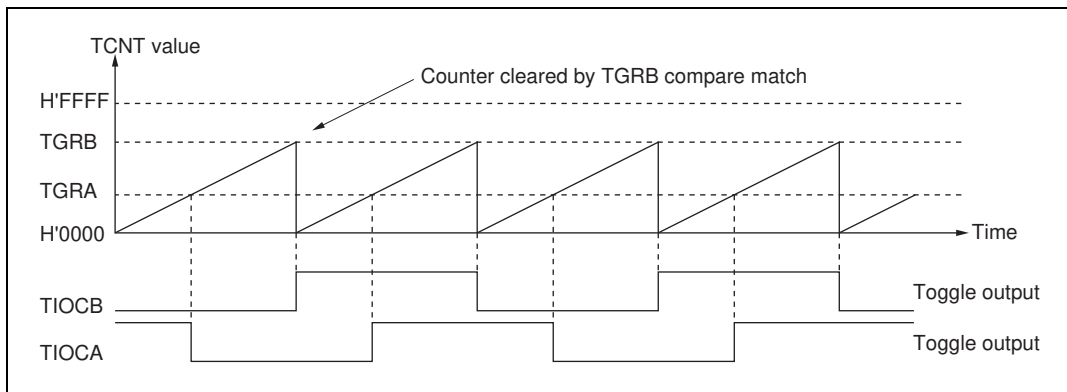 TCNT value
Counter cleared by TGRB compare match
H'FFFF
TGRB
TGRA
H'0000
Time
TIOCB
Toggle output
TIOCA
Toggle output